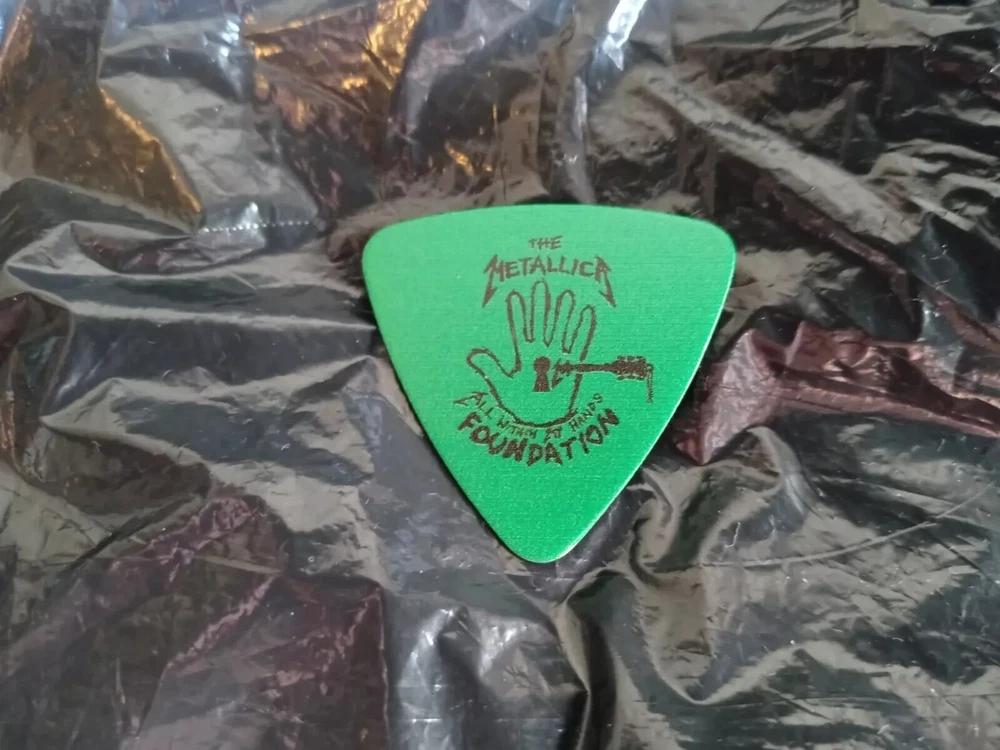 THE
METALLICA
ALL WITHIN MY HANDS
FOUNDATION